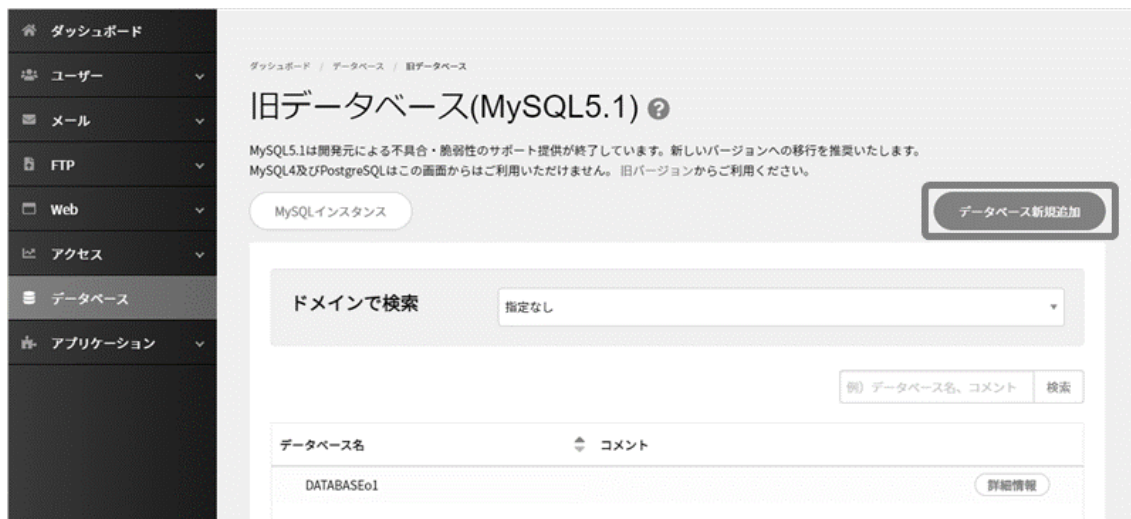 ダッシュボード
ユーザー
メール
FTP
Web
アクセス
データベース
アプリケーション
ダッシュボード / データベース / 旧データベース
旧データベース(MySQL5.1)
MySQL5.1は開発元による不具合・脆弱性のサポート提供が終了しています。新しいバージョンへの移行を推奨いたします。
MySQL4及びPostgreSQLはこの画面からはご利用いただけません。旧バージョンからご利用ください。
MySQLインスタンス
データベース新規追加
ドメインで検索
指定なし
例）データベース名、コメント
検索
データベース名
コメント
DATABASEo1
詳細情報